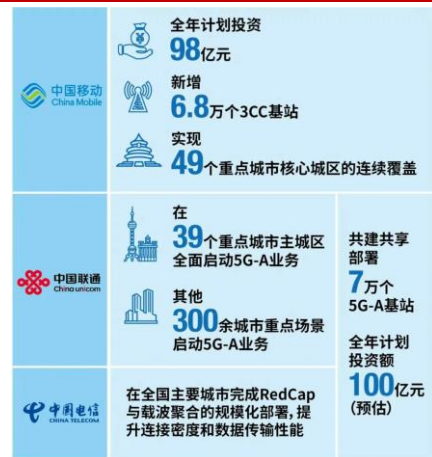 中国移动
China Mobile
全年计划投资
98亿元
新增
6.8万个3CC基站
实现
49个重点城市核心城区的连续覆盖
中国联通
China unicom
在
39个重点城市主城区
全面启动5G-A业务
其他
300余城市重点场景
启动5G-A业务
中国电信
CHINA TELECOM
在全国主要城市完成RedCap
与载波聚合的规模化部署,提
升连接密度和数据传输性能
共建共享
部署
7万个
5G-A基站
全年计划
投资额
100亿元
(预估)